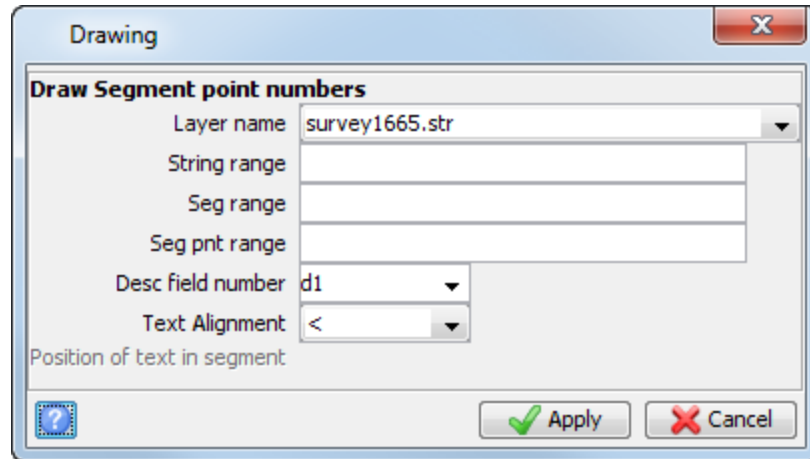 Drawing
Draw Segment point numbers
Layer name survey1665.str
String range
Seg range
Seg pnt range
Desc field number d1
Text Alignment <
Position of text in segment
? Apply Cancel